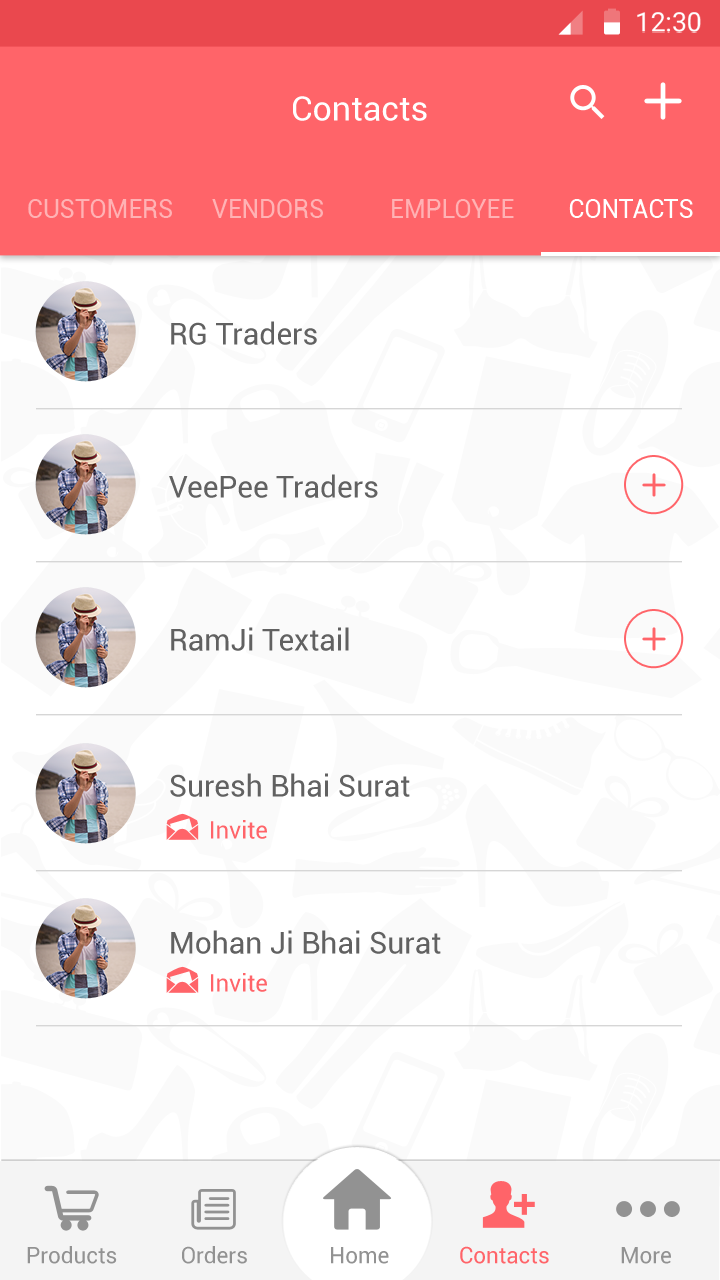 12:30
Contacts
CUSTOMERS VENDORS EMPLOYEE CONTACTS
RG Traders
VeePee Traders
RamJi Textail
Suresh Bhai Surat
Invite
Mohan Ji Bhai Surat
Invite
Products Orders Home Contacts More